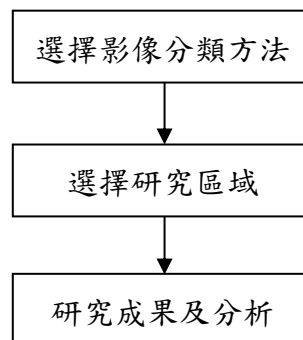 選擇影像分類方法
選擇研究區域
研究成果及分析